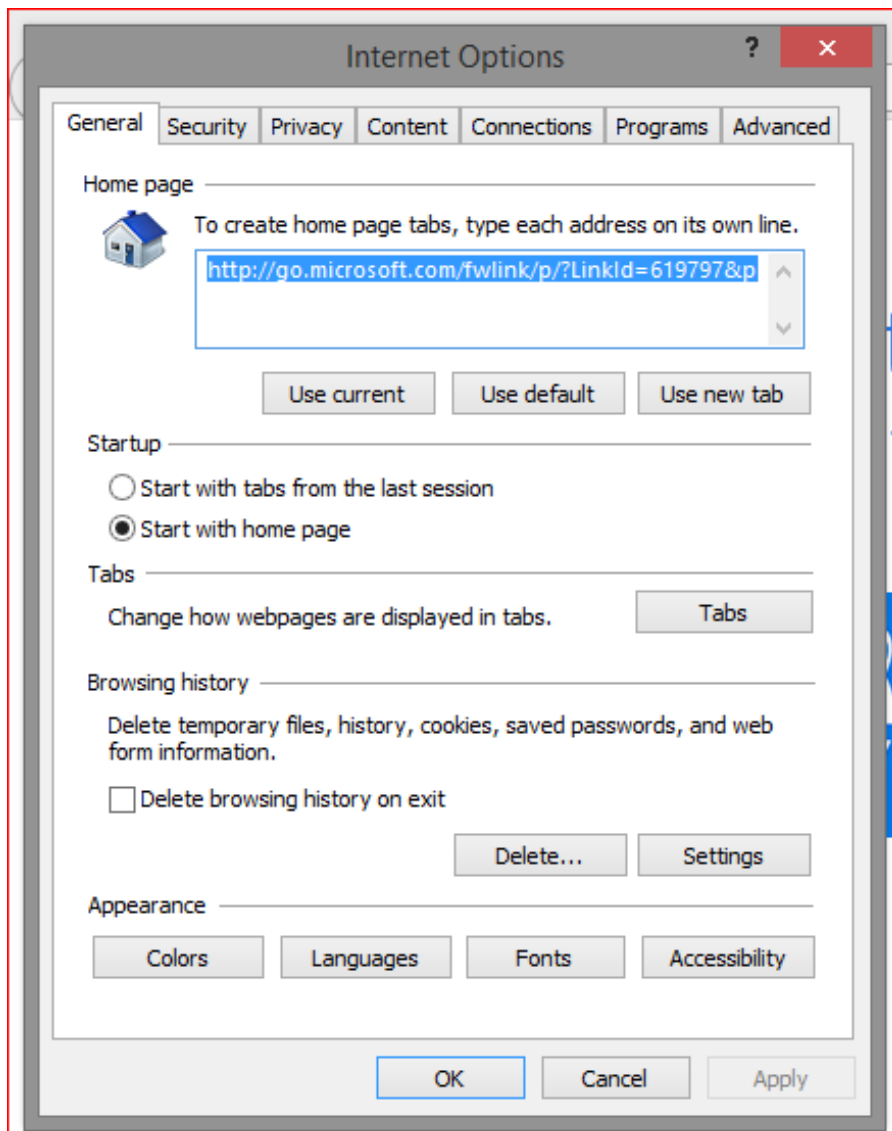 Internet Options
?
General Security Privacy Content Connections Programs Advanced
Home page
To create home page tabs, type each address on its own line.
http://go.microsoft.com/fwlink/p/?LinkId=619797&p
Use current Use default Use new tab
Startup
Start with tabs from the last session
Start with home page
Tabs
Change how webpages are displayed in tabs. Tabs
Browsing history
Delete temporary files, history, cookies, saved passwords, and web
form information.
Delete browsing history on exit
Delete... Settings
Appearance
Colors Languages Fonts Accessibility
OK Cancel Apply